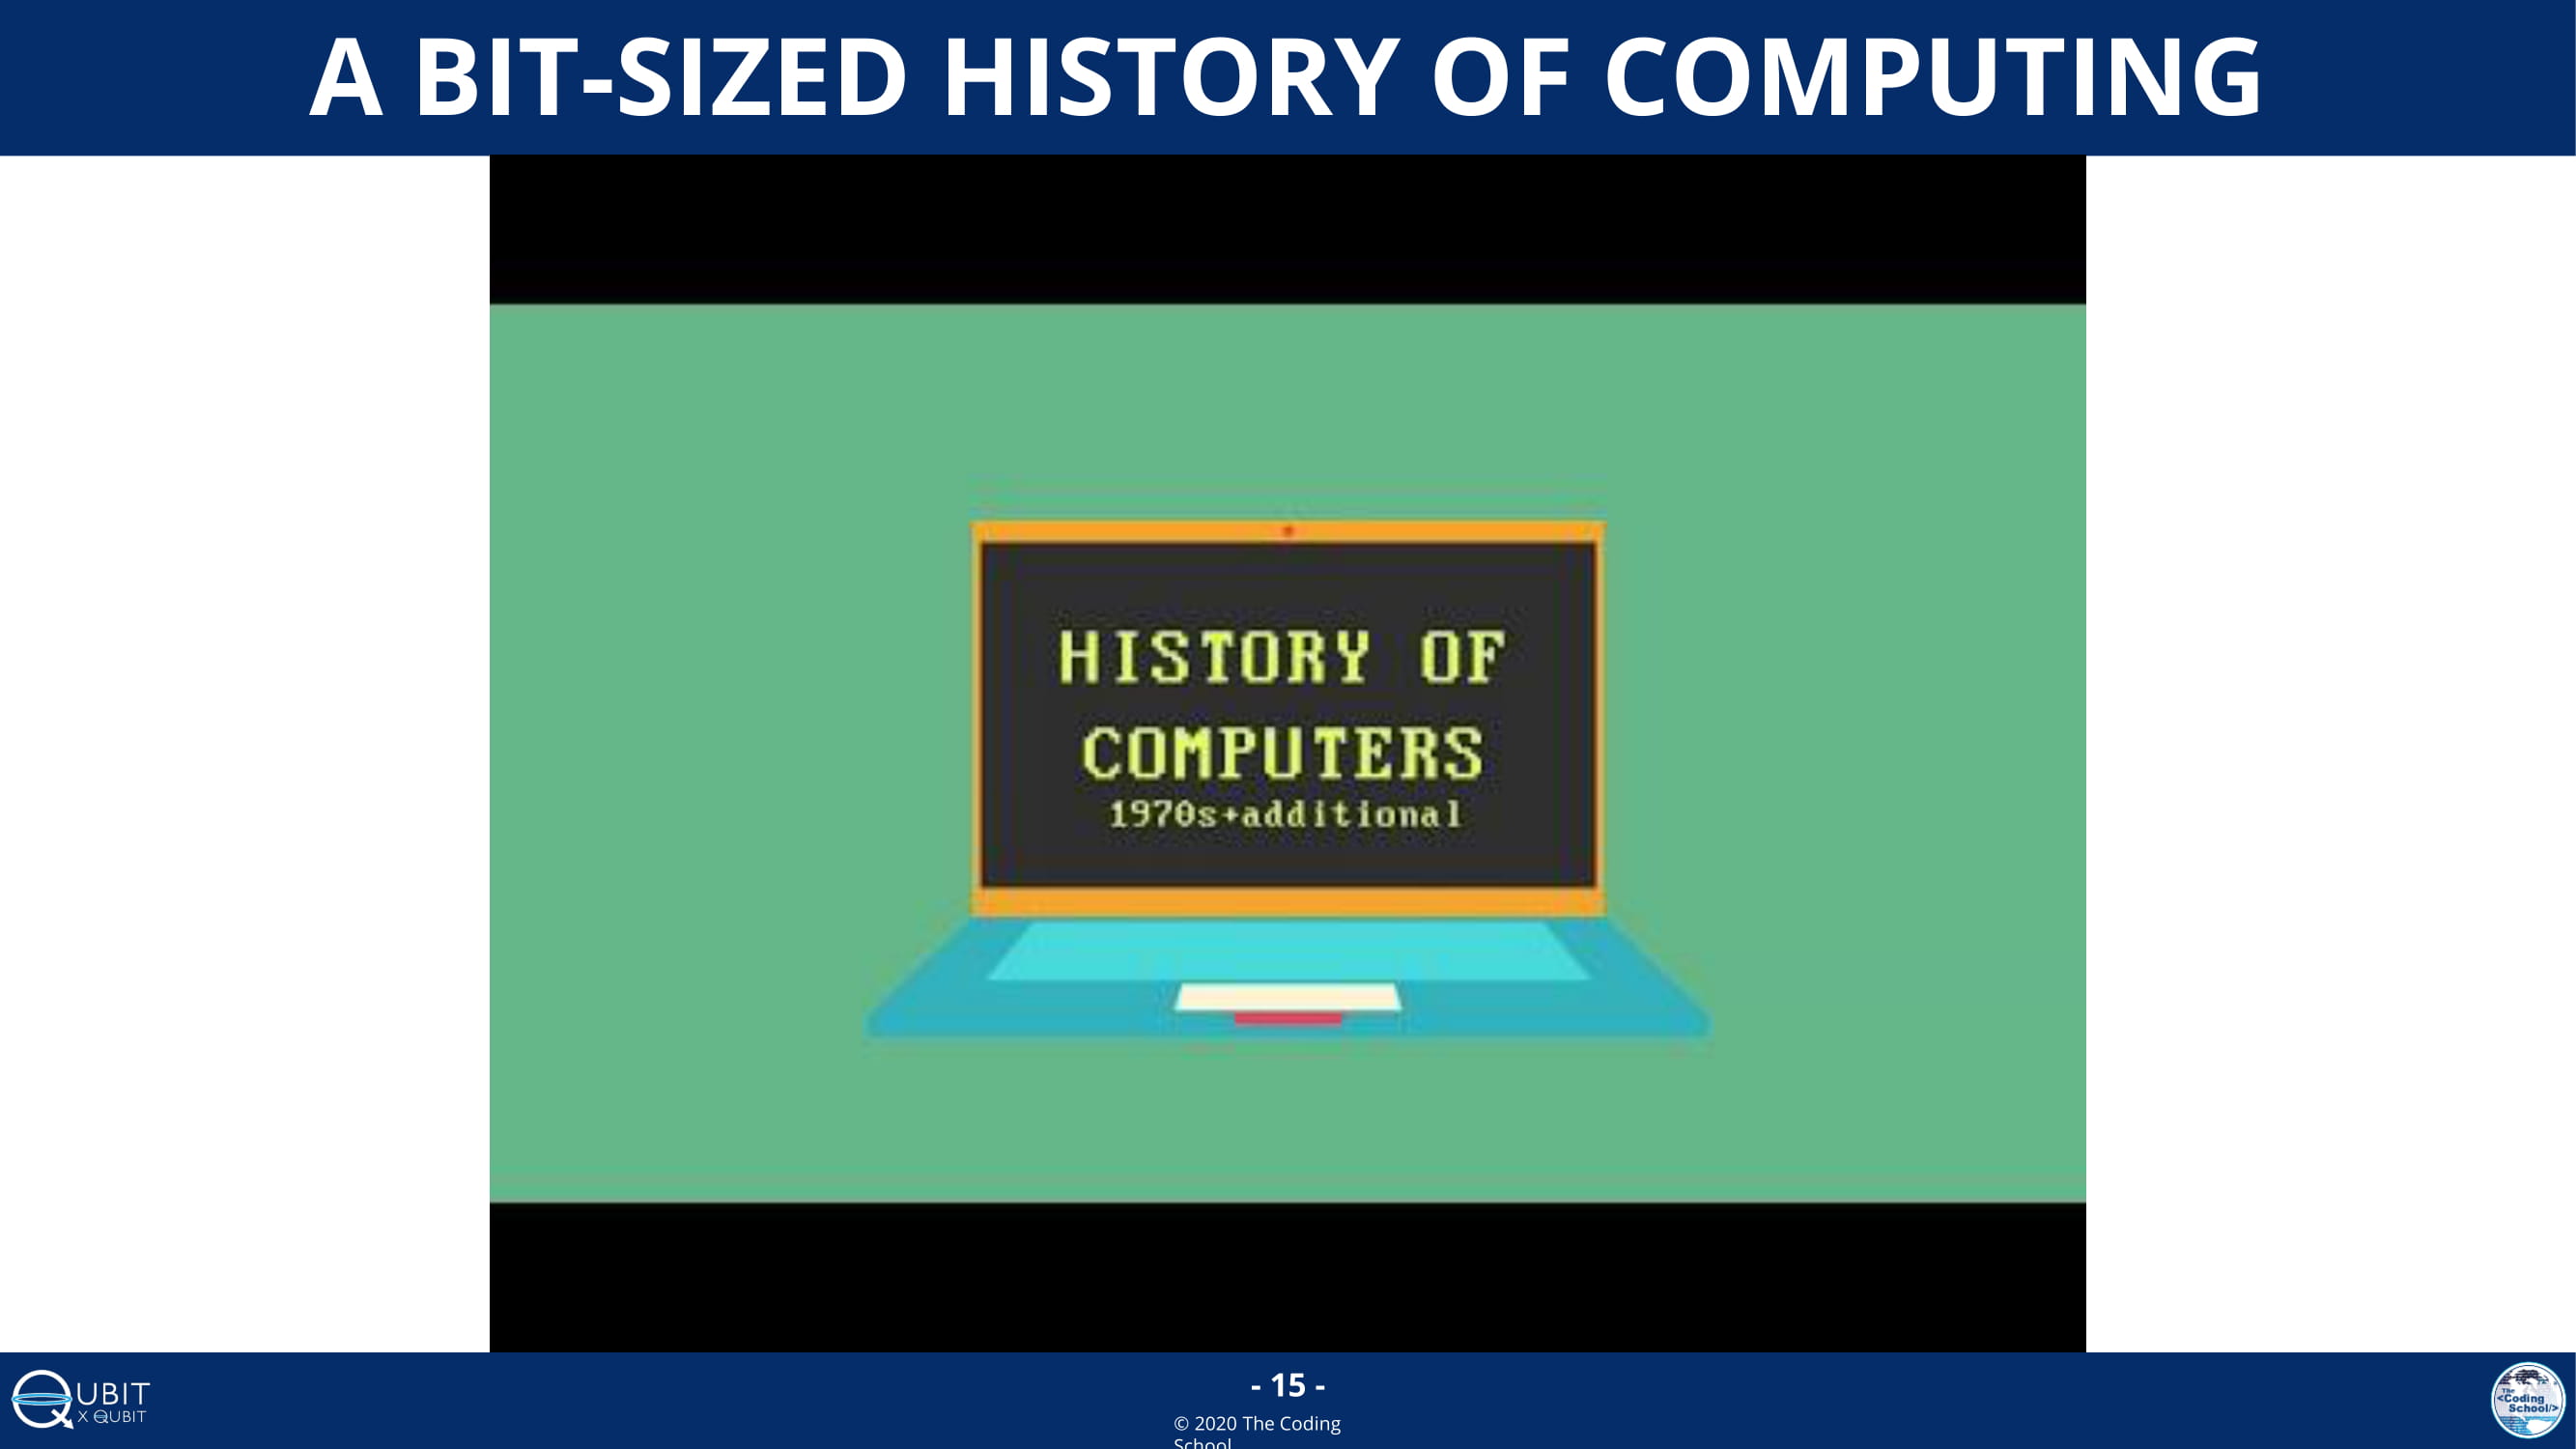 A BIT-SIZED HISTORY OF COMPUTING
HISTORY OF
COMPUTERS
1970s+additional
QUBIT
X QUBIT
- 15 -
© 2020 The Coding
School
The
<Coding
School/>